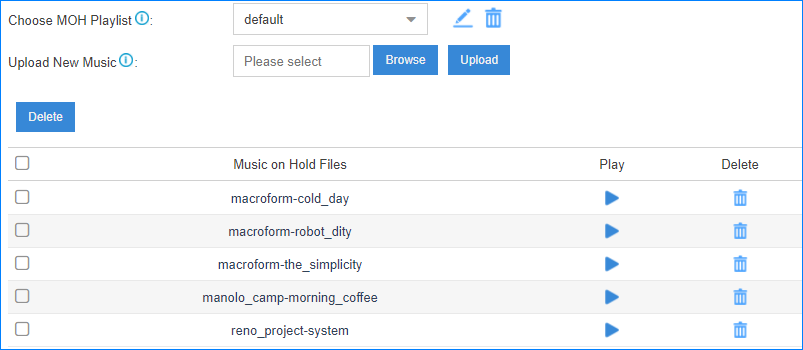 Choose MOH Playlist i: default
Upload New Music i: Please select Browse Upload
Delete
Music on Hold Files Play Delete
macroform-cold_day
macroform-robot_dity
macroform-the_simplicity
manolo_camp-morning_coffee
reno_project-system